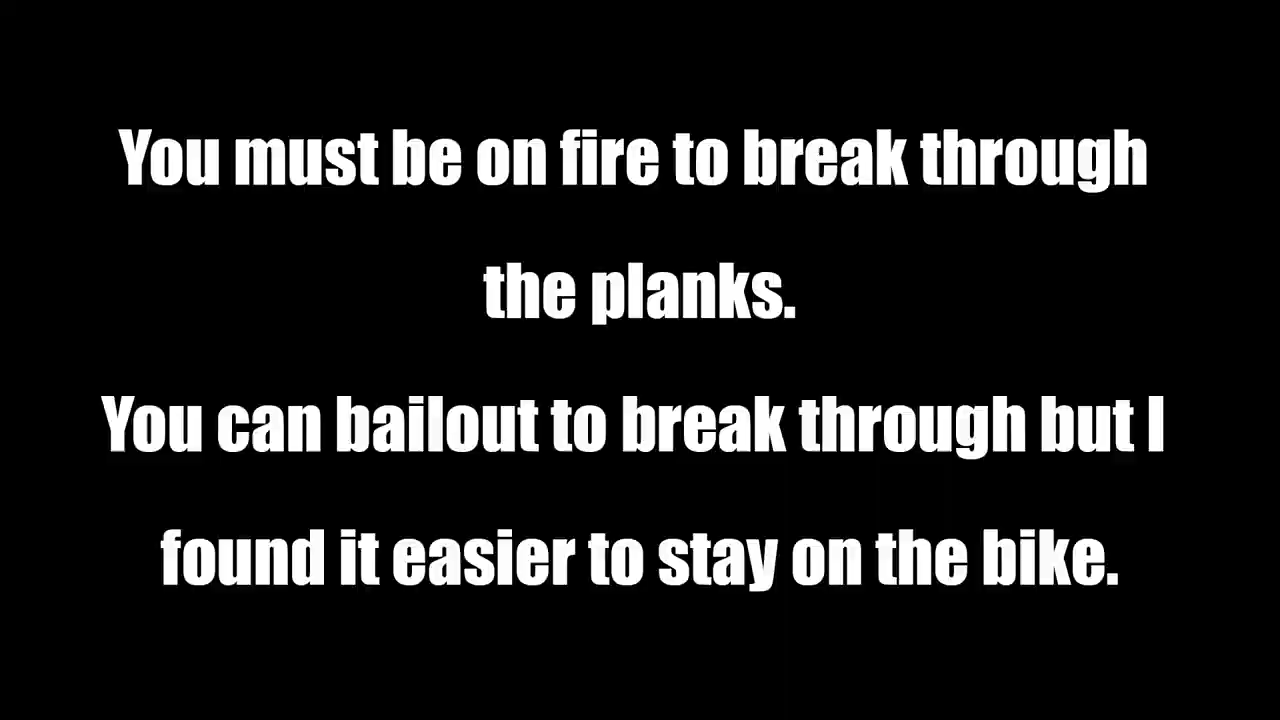 You must be on fire to break through
the planks.
You can bailout to break through but I
found it easier to stay on the bike.